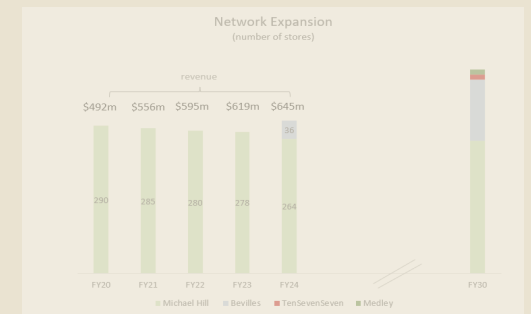 Network Expansion
(number of stores)
revenue
$492m $556m $595m $619m $645m
36
290 285 280 278 264
FY20 FY21 FY22 FY23 FY24 FY30
Michael Hill Bevilles TenSevenSeven Medley